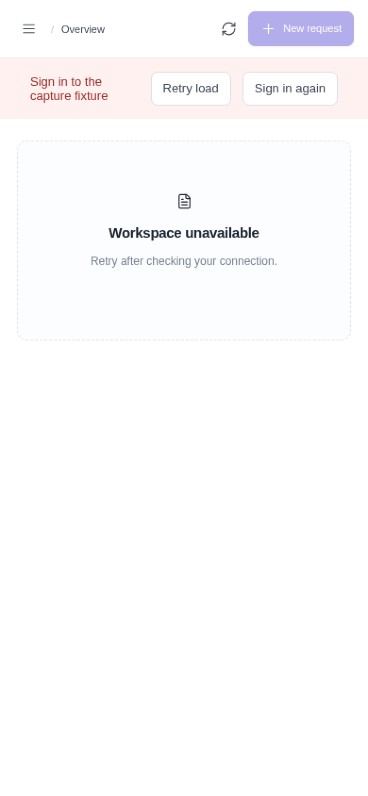 / Overview
New request
Sign in to the
capture fixture
Retry load
Sign in again
Workspace unavailable
Retry after checking your connection.